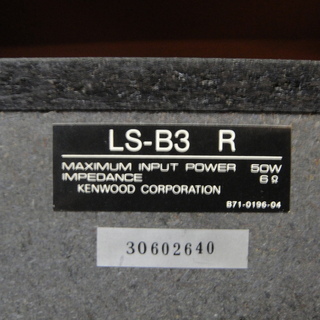 LS-B3 R
MAXIMUM INPUT POWER 50W
IMPEDANCE 6Ω
KENWOOD CORPORATION
B71-0196-04
30602640